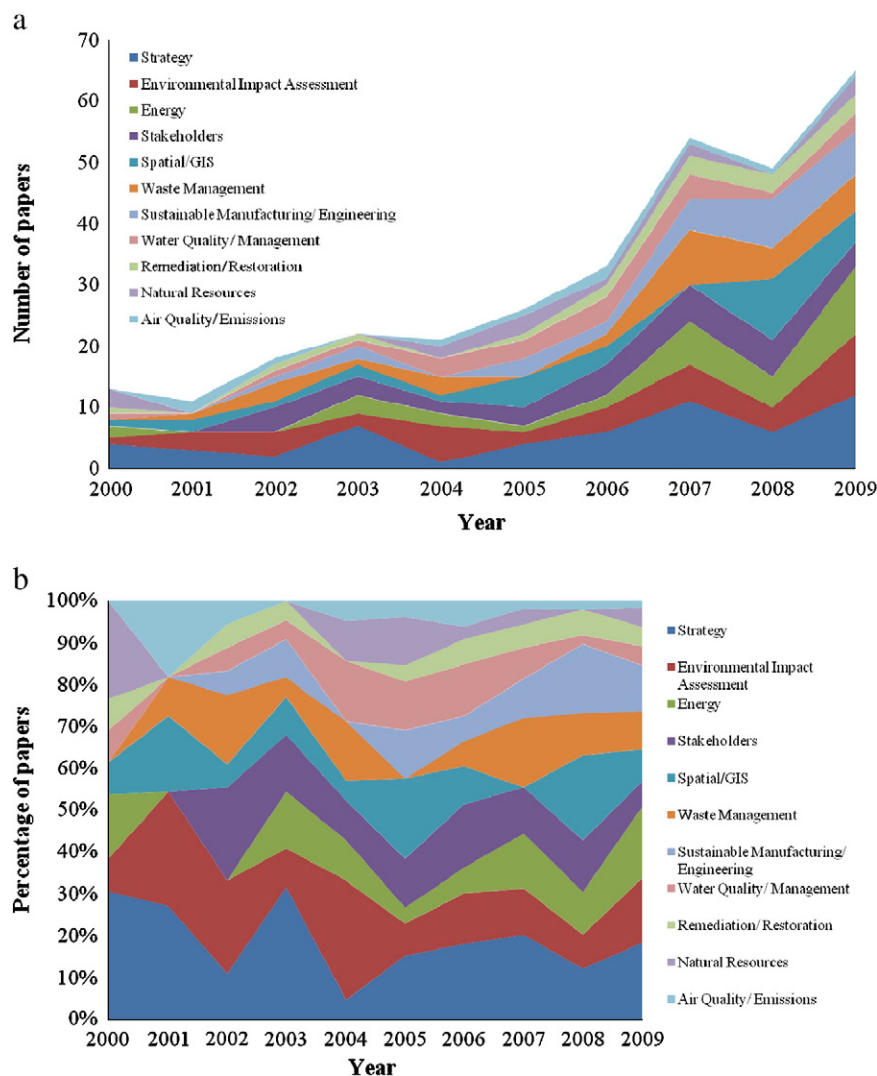 a
70
60
50
40
30
20
10
0
Number of papers
Strategy
Environmental Impact Assessment
Energy
Stakeholders
Spatial/GIS
Waste Management
Sustainable Manufacturing/ Engineering
Water Quality/ Management
Remediation/Restoration
Natural Resources
Air Quality/Emissions
2000 2001 2002 2003 2004 2005 2006 2007 2008 2009
Year
b
100%
90%
80%
70%
60%
50%
40%
30%
20%
10%
0%
Percentage of papers
Strategy
Environmental Impact
Assessment
Energy
Stakeholders
Spatial/GIS
Waste Management
Sustainable Manufacturing/
Engineering
Water Quality/ Management
Remediation/ Restoration
Natural Resources
Air Quality/ Emissions
2000 2001 2002 2003 2004 2005 2006 2007 2008 2009
Year